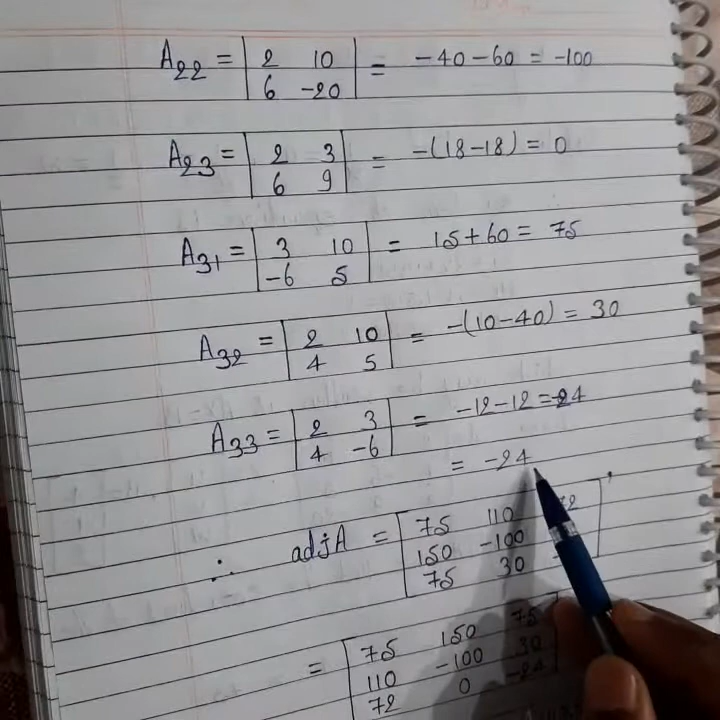 A₂₂ = | 2 10 | = -40-60 = -100
| 6 -20 |
A₂₃ = | 2 3 | = -(18-18) = 0
| 6 9 |
A₃₁ = | 3 10 | = 15+60 = 75
| -6 5 |
A₃₂ = | 2 10 | = -(10-40) = 30
| 4 5 |
A₃₃ = | 2 3 | = -12-12 = -24
| 4 -6 |
= -24
∴ adjA = [ 75 110
150 -100
75 30
= [ 75 150 75
110 -100 30
72 0 -24